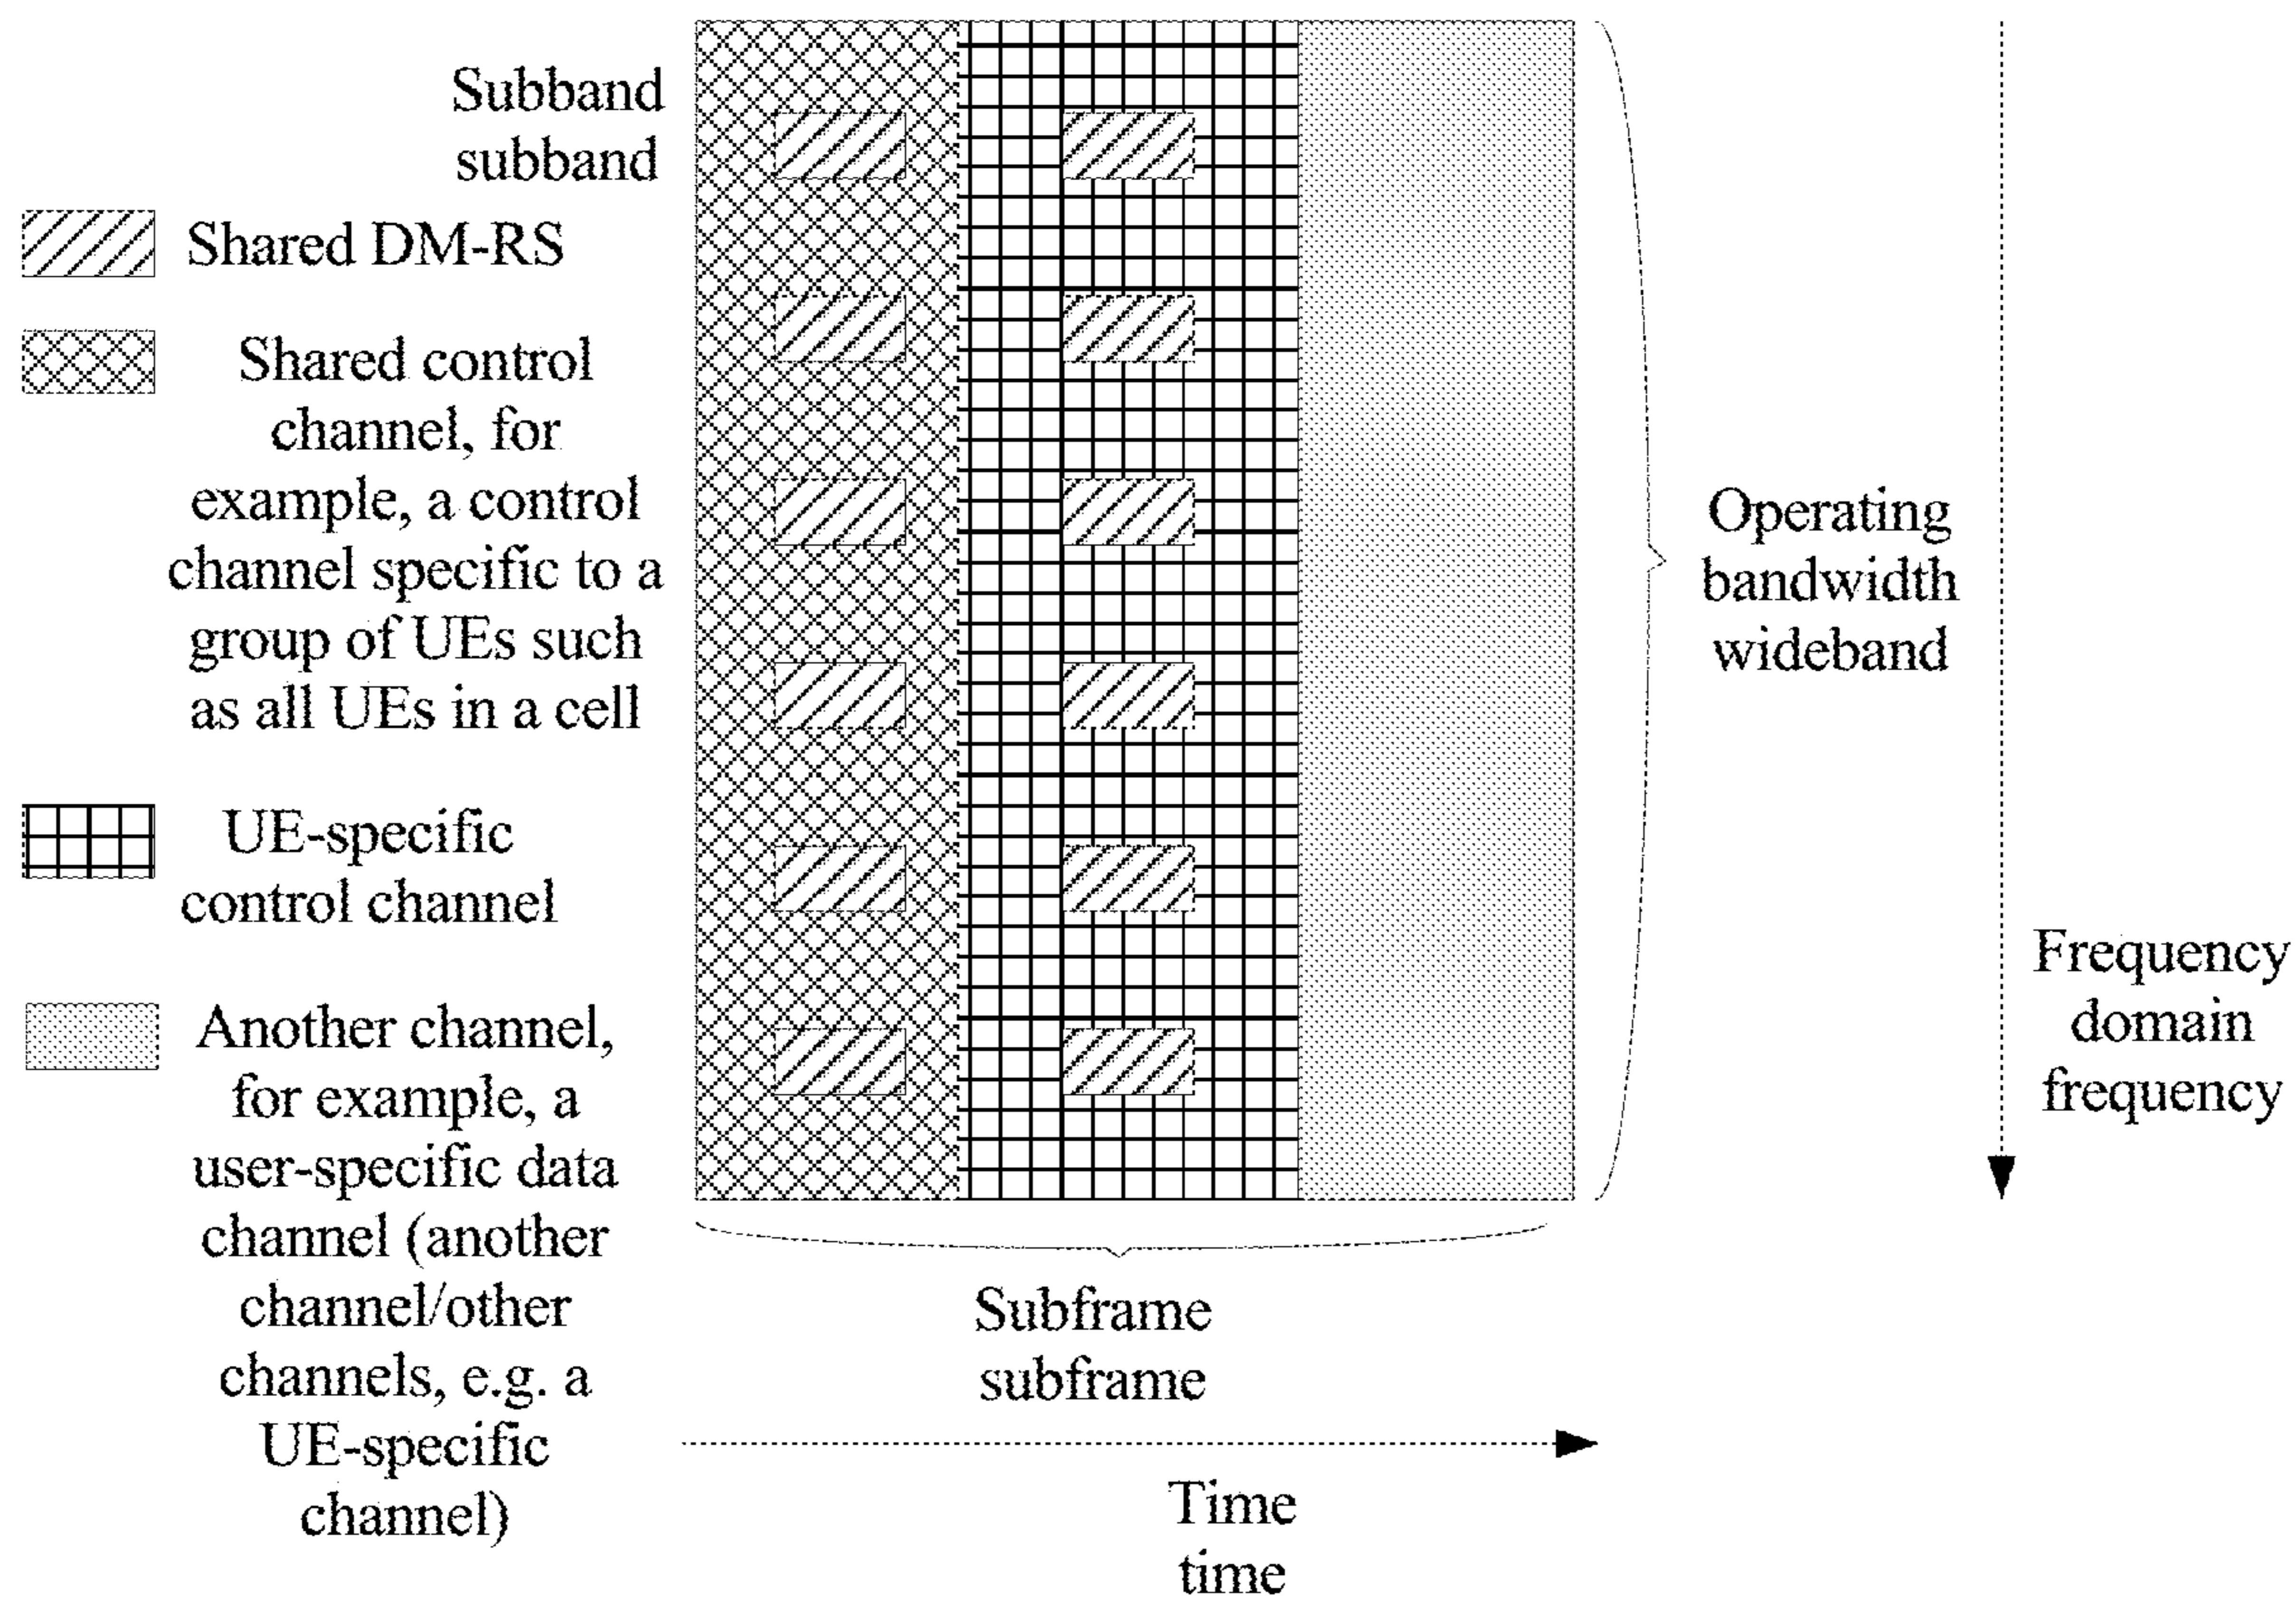 Subband
subband
Shared DM-RS
Shared control
channel, for
example, a control
channel specific to a
group of UEs such
as all UEs in a cell
UE-specific
control channel
Another channel,
for example, a
user-specific data
channel (another
channel/other
channels, e.g. a
UE-specific
channel)
Operating
bandwidth
wideband
Frequency
domain
frequency
Subframe
subframe
Time
time